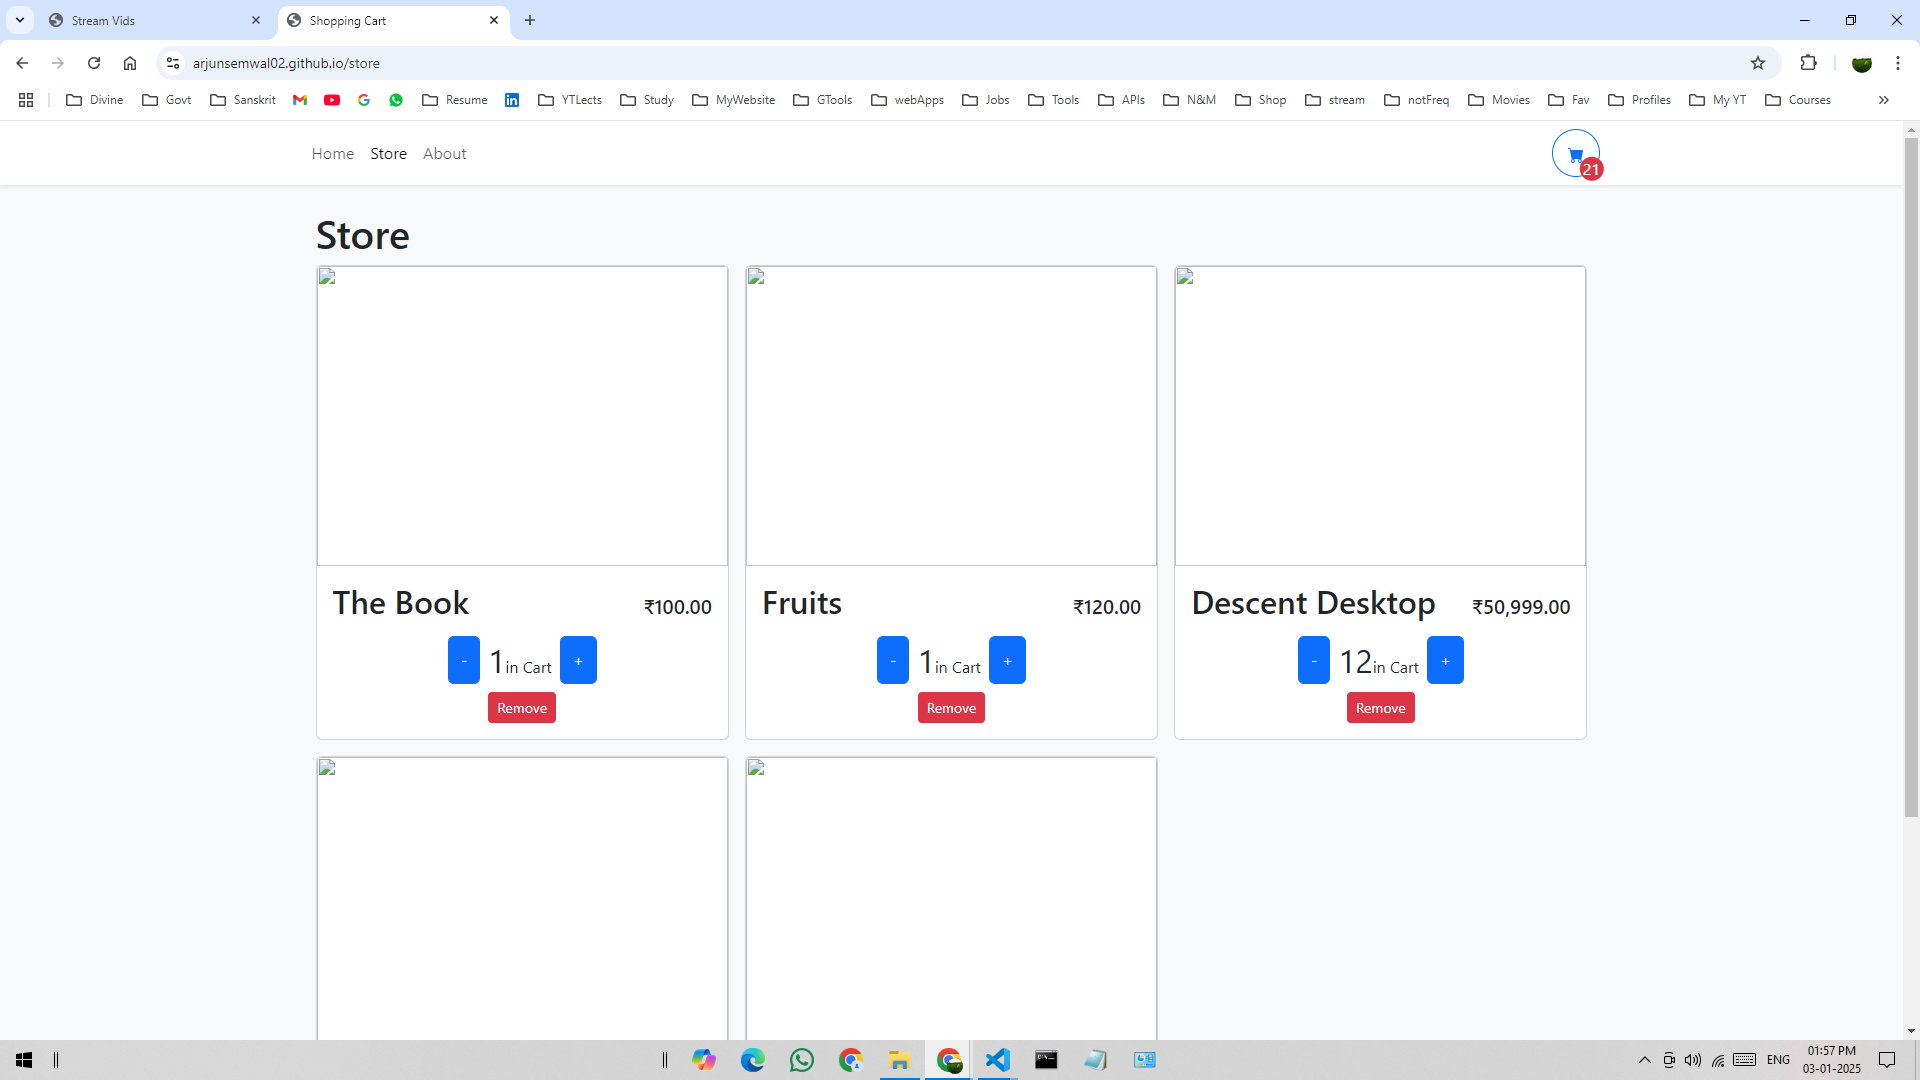 Stream Vids
Shopping Cart
arjunsemwal02.github.io/store
Divine Govt Sanskrit Resume YTLects Study MyWebsite GTools webApps Jobs Tools APIs N&M Shop stream notFreq Movies Fav Profiles My YT Courses
Home Store About
21
Store
The Book ₹100.00
- 1 in Cart +
Remove
Fruits ₹120.00
- 1 in Cart +
Remove
Descent Desktop ₹50,999.00
- 12 in Cart +
Remove
ENG
01:57 PM
03-01-2025